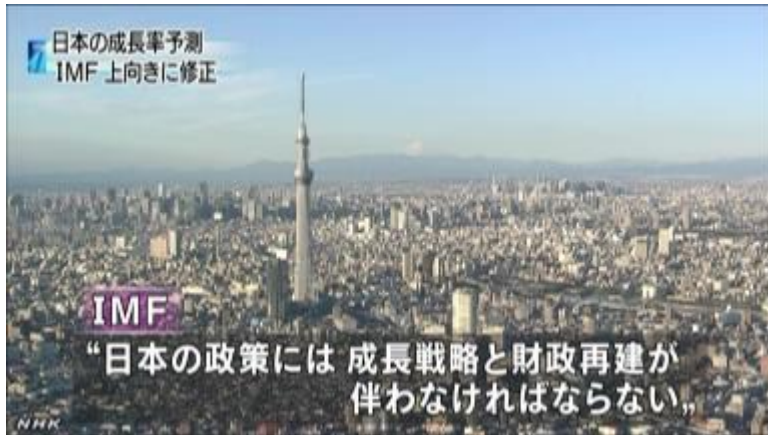 日本の成長率予測
IMF 上向きに修正
IMF
“日本の政策には 成長戦略と財政再建が
伴わなければならない„
NHK